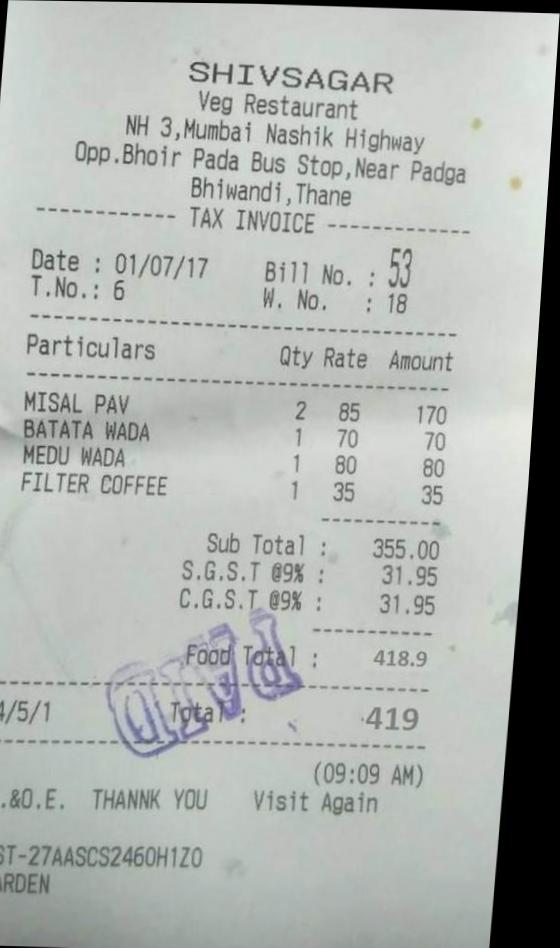 SHIVSAGAR
Veg Restaurant
NH 3,Mumbai Nashik Highway
Opp.Bhoir Pada Bus Stop,Near Padga
Bhiwandi,Thane
------------ TAX INVOICE ------------
Date : 01/07/17 Bill No. : 53
T.No.: 6 W. No. : 18
Particulars Qty Rate Amount
MISAL PAV 2 85 170
BATATA WADA 1 70 70
MEDU WADA 1 80 80
FILTER COFFEE 1 35 35
Sub Total : 355.00
S.G.S.T @9% : 31.95
C.G.S.T @9% : 31.95
Food Total : 418.9
PAID
4/5/1 Total : 419
(09:09 AM)
.&O.E. THANNK YOU Visit Again
ST-27AASCS2460H1Z0
ARDEN